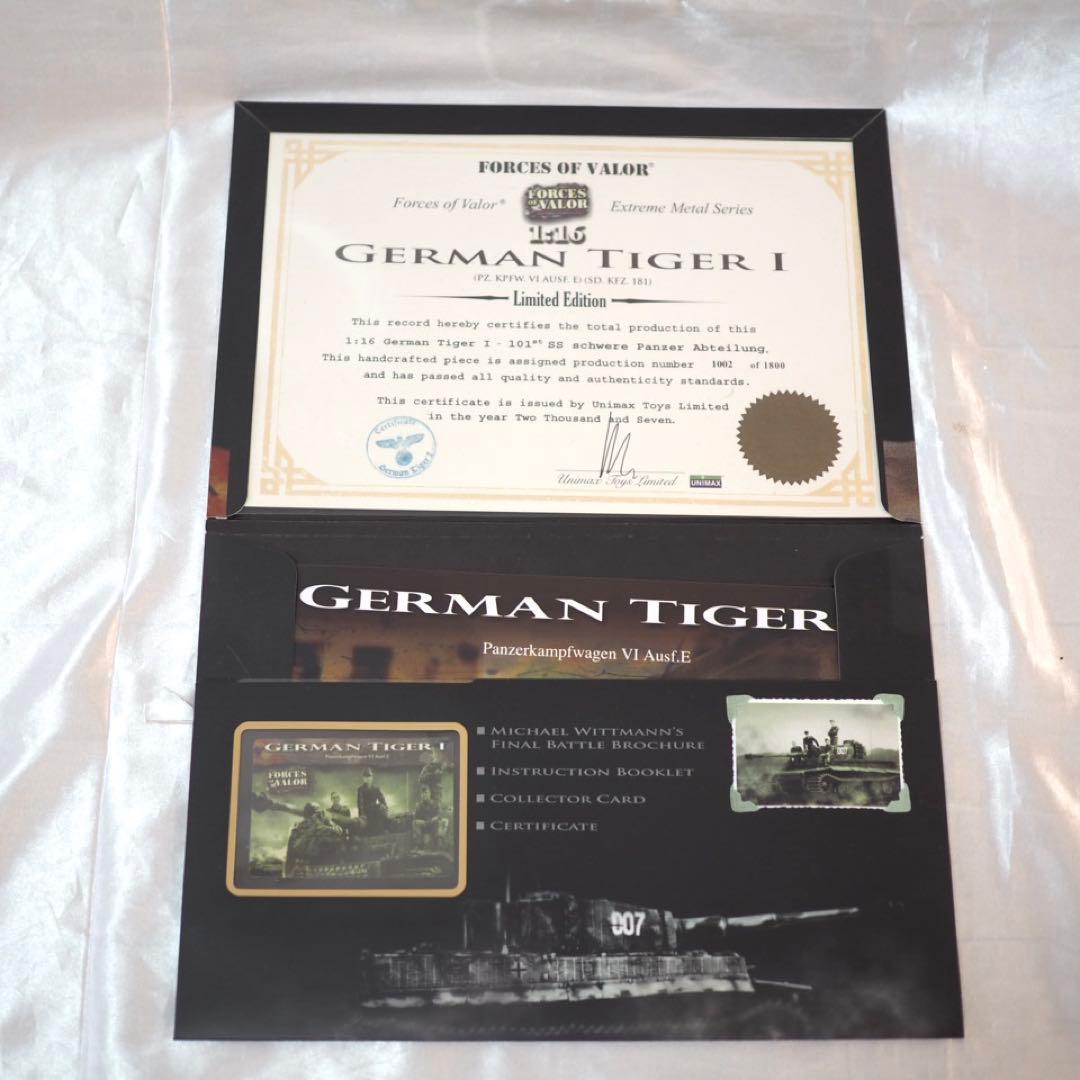 FORCES OF VALOR®
Forces of Valor®
FORCES
OF VALOR
Extreme Metal Series
1:16
GERMAN TIGER I
(PZ. KPFW. VI AUSF. E) (SD. KFZ. 181)
Limited Edition
This record hereby certifies the total production of this
1:16 German Tiger I - 101st SS schwere Panzer Abteilung.
This handcrafted piece is assigned production number 1002 of 1800
and has passed all quality and authenticity standards.
This certificate is issued by Unimax Toys Limited
in the year Two Thousand and Seven.
Certificate
German Tiger I
Unimax Toys Limited
UNIMAX
GERMAN TIGER
Panzerkampfwagen VI Ausf.E
GERMAN TIGER I
Panzerkampfwagen VI Ausf.E
FORCES
OF VALOR
MICHAEL WITTMANN'S
FINAL BATTLE BROCHURE
INSTRUCTION BOOKLET
COLLECTOR CARD
CERTIFICATE
007
007